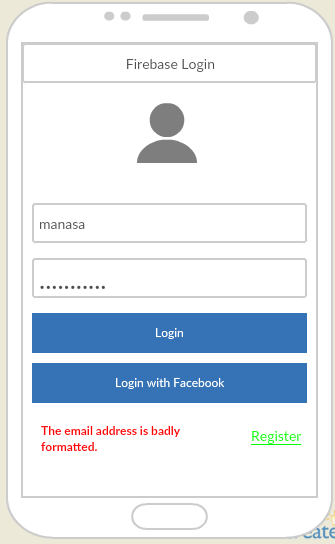 Firebase Login
manasa
...........
Login
Login with Facebook
The email address is badly
formatted.
Register